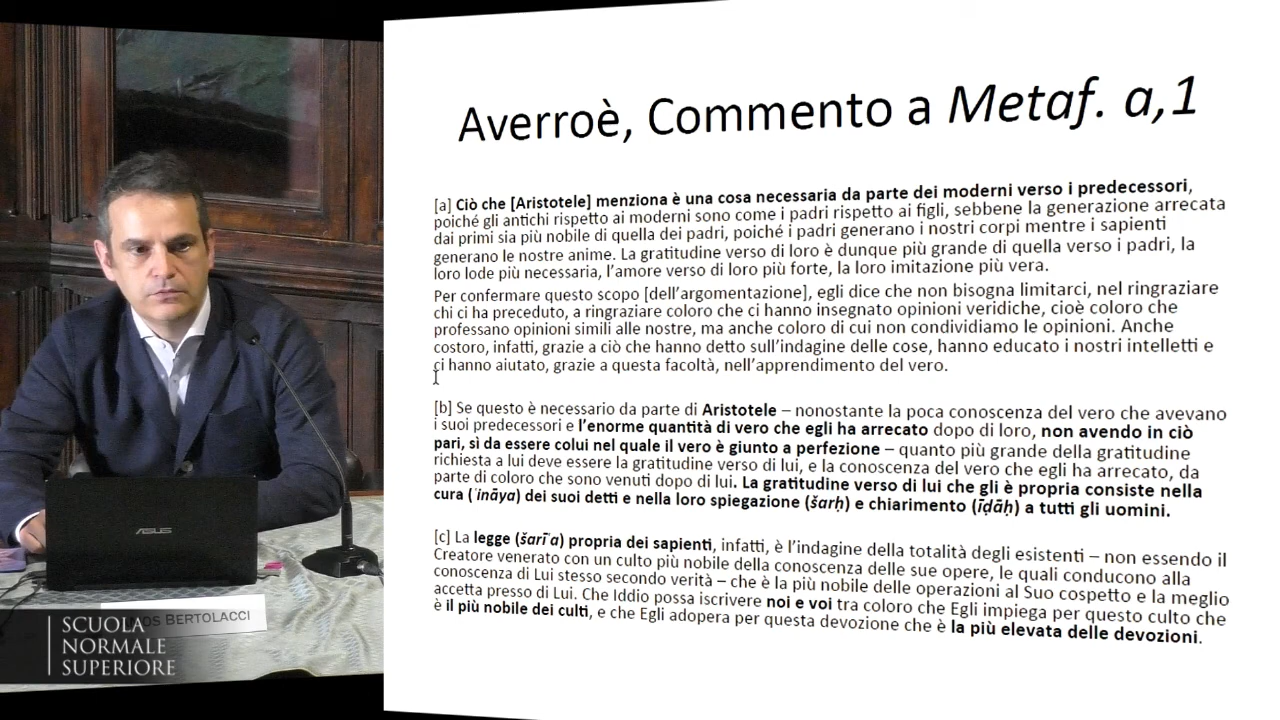 Averroè, Commento a Metaf. α,1
[a] Ciò che [Aristotele] menziona è una cosa necessaria da parte dei moderni verso i predecessori,
poiché gli antichi rispetto ai moderni sono come i padri rispetto ai figli, sebbene la generazione arrecata
dai primi sia più nobile di quella dei padri, poiché i padri generano i nostri corpi mentre i sapienti
generano le nostre anime. La gratitudine verso di loro è dunque più grande di quella verso i padri, la
loro lode più necessaria, l'amore verso di loro più forte, la loro imitazione più vera.
Per confermare questo scopo [dell'argomentazione], egli dice che non bisogna limitarci, nel ringraziare
chi ci ha preceduto, a ringraziare coloro che ci hanno insegnato opinioni veridiche, cioè coloro che
professano opinioni simili alle nostre, ma anche coloro di cui non condividiamo le opinioni. Anche
costoro, infatti, grazie a ciò che hanno detto sull'indagine delle cose, hanno educato i nostri intelletti e
ci hanno aiutato, grazie a questa facoltà, nell'apprendimento del vero.
[b] Se questo è necessario da parte di Aristotele – nonostante la poca conoscenza del vero che avevano
i suoi predecessori e l'enorme quantità di vero che egli ha arrecato dopo di loro, non avendo in ciò
pari, sì da essere colui nel quale il vero è giunto a perfezione – quanto più grande della gratitudine
richiesta a lui deve essere la gratitudine verso di lui, e la conoscenza del vero che egli ha arrecato, da
parte di coloro che sono venuti dopo di lui. La gratitudine verso di lui che gli è propria consiste nella
cura (ʿināya) dei suoi detti e nella loro spiegazione (šarḥ) e chiarimento (īḍāḥ) a tutti gli uomini.
[c] La legge (šarīʿa) propria dei sapienti, infatti, è l'indagine della totalità degli esistenti – non essendo il
Creatore venerato con un culto più nobile della conoscenza delle sue opere, le quali conducono alla
conoscenza di Lui stesso secondo verità – che è la più nobile delle operazioni al Suo cospetto e la meglio
accetta presso di Lui. Che Iddio possa iscrivere noi e voi tra coloro che Egli impiega per questo culto che
è il più nobile dei culti, e che Egli adopera per questa devozione che è la più elevata delle devozioni.
ASUS
BERTOLACCI
SCUOLA
NORMALE
SUPERIORE